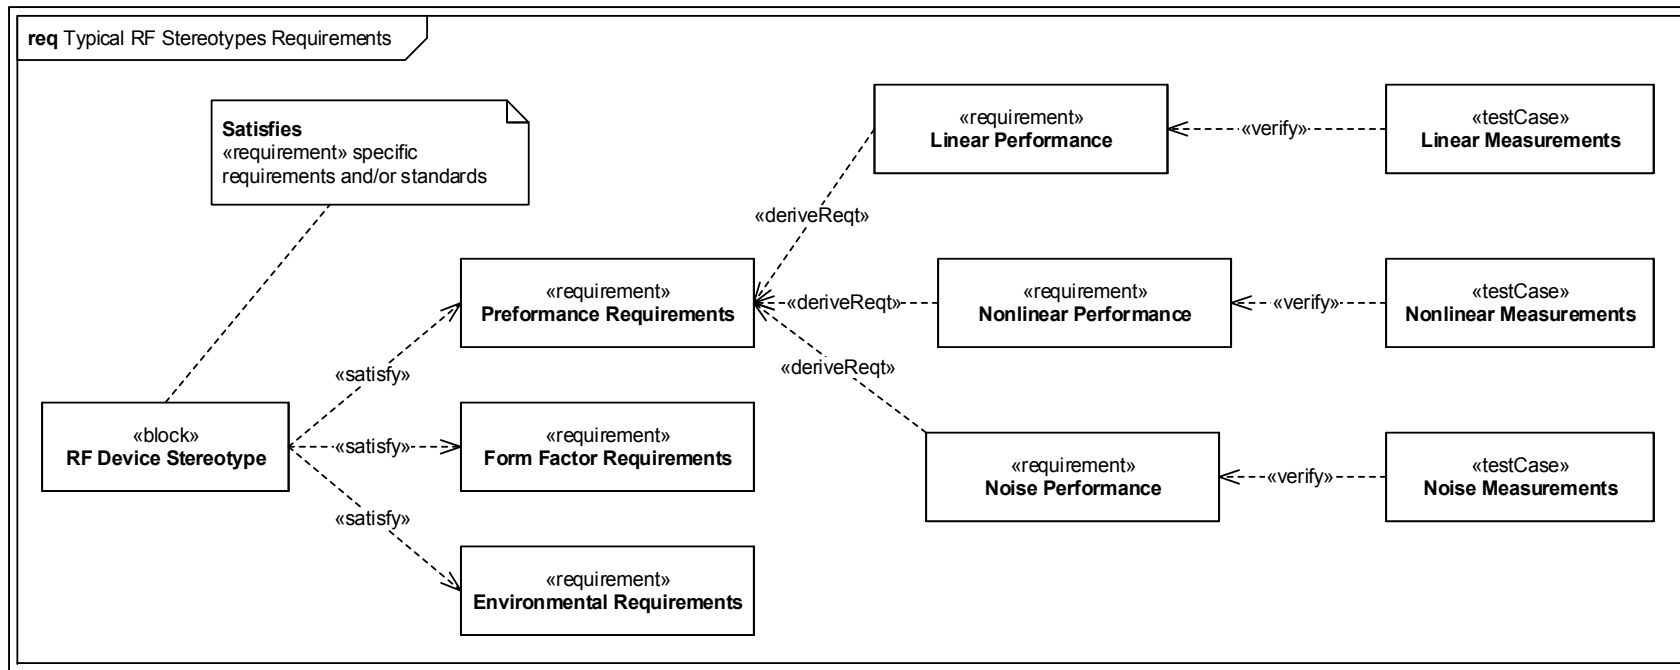 req Typical RF Stereotypes Requirements
Satisfies
«requirement» specific
requirements and/or standards
«block»
RF Device Stereotype
«satisfy»
«satisfy»
«satisfy»
«requirement»
Preformance Requirements
«requirement»
Form Factor Requirements
«requirement»
Environmental Requirements
«deriveReqt»
«deriveReqt»
«deriveReqt»
«requirement»
Linear Performance
«requirement»
Nonlinear Performance
«requirement»
Noise Performance
«verify»
«verify»
«verify»
«testCase»
Linear Measurements
«testCase»
Nonlinear Measurements
«testCase»
Noise Measurements